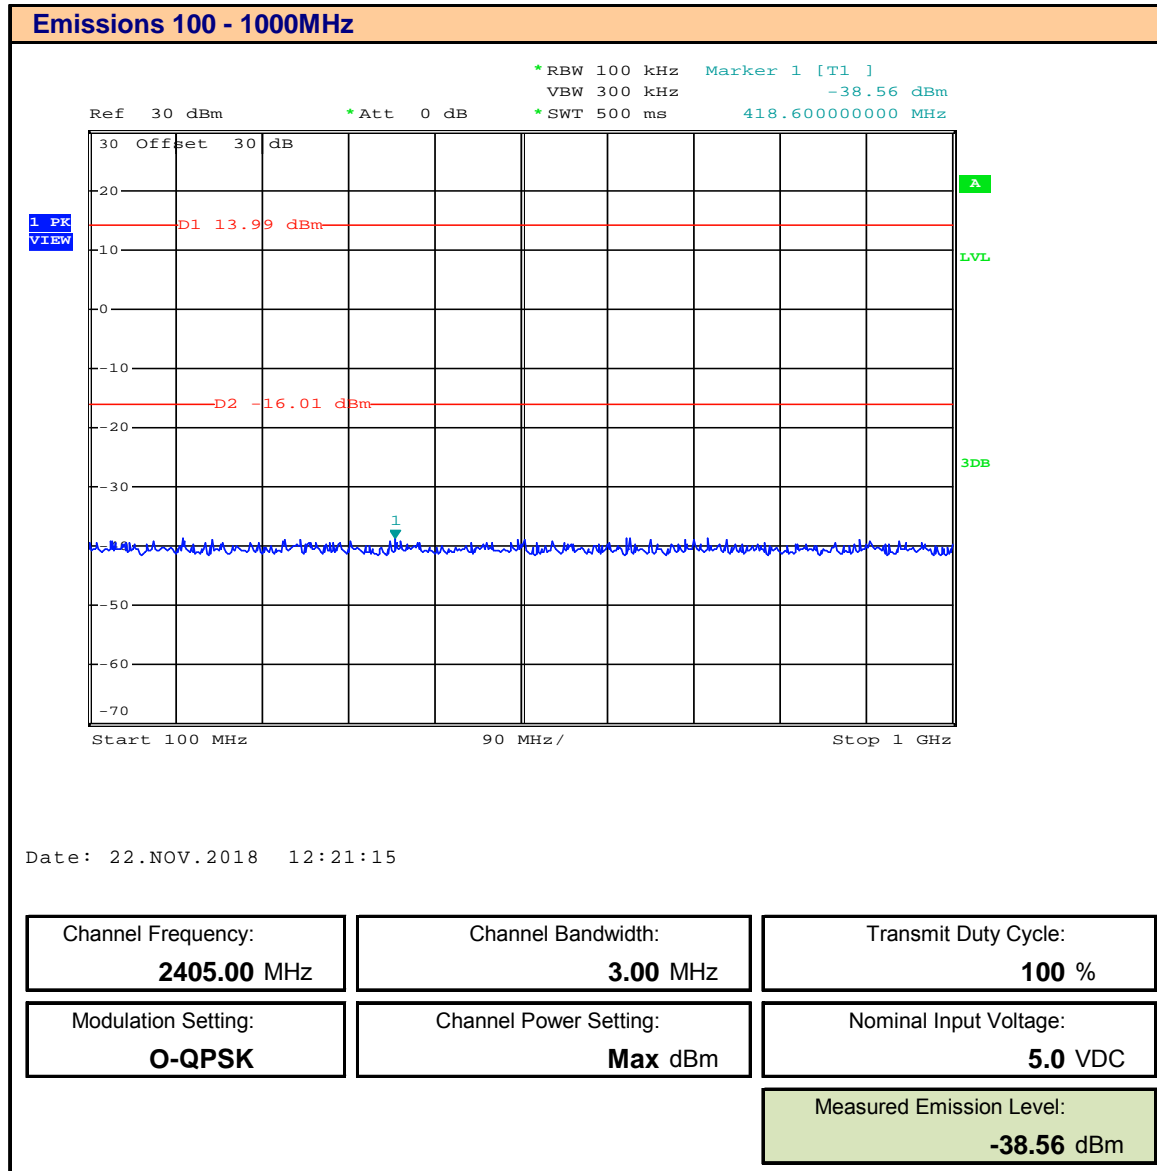 Emissions 100 - 1000MHz
*RBW 100 kHz Marker 1 [T1 ]
VBW 300 kHz -38.56 dBm
Ref 30 dBm *Att 0 dB *SWT 500 ms 418.600000000 MHz
30 Offset 30 dB
20
A
1 PK
VIEW
D1 13.99 dBm
10
LVL
0
-10
D2 -16.01 dBm
-20
3DB
-30
1
-40
-50
-60
-70
Start 100 MHz 90 MHz/ Stop 1 GHz
Date: 22.NOV.2018 12:21:15
Channel Frequency: Channel Bandwidth: Transmit Duty Cycle:
2405.00 MHz 3.00 MHz 100 %
Modulation Setting: Channel Power Setting: Nominal Input Voltage:
O-QPSK Max dBm 5.0 VDC
Measured Emission Level:
-38.56 dBm